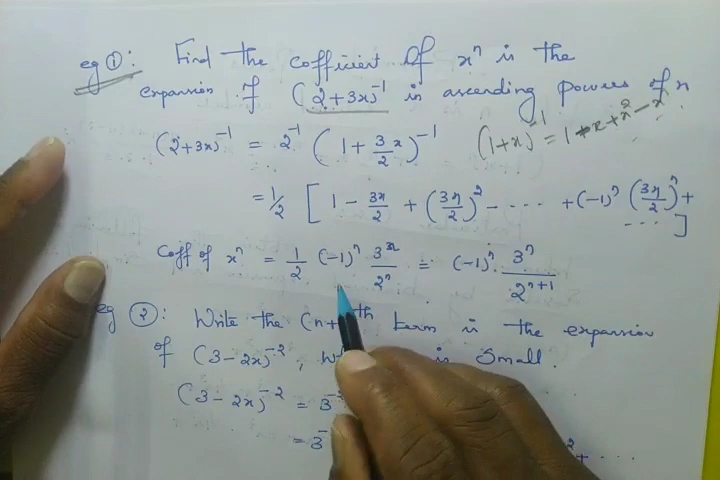 eg ①: Find the coefficient of xⁿ in the
expansion of (2+3x)⁻¹ in ascending powers of x
(2+3x)⁻¹ = 2⁻¹ (1 + 3/2 x)⁻¹
(1+x)⁻¹ = 1 - x + x² - x
= 1/2 [ 1 - 3x/2 + (3x/2)² - ---- + (-1)ⁿ (3x/2)ⁿ +
---- ]
Coff of xⁿ = 1/2 (-1)ⁿ 3ⁿ/2ⁿ = (-1)ⁿ 3ⁿ/2ⁿ⁺¹
eg ②: Write the (n+ th term in the expansion
of (3-2x)⁻², is small.
(3-2x)⁻² = 3⁻²
= 3⁻ ² + ---